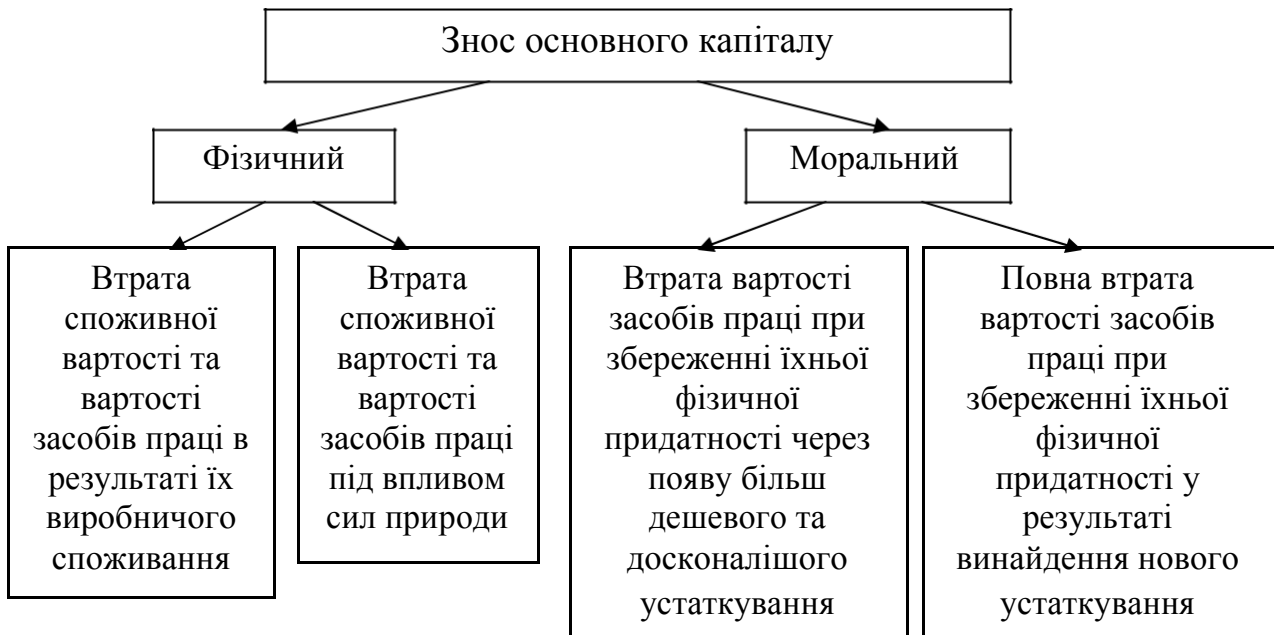 Знос основного капіталу
Фізичний
Моральний
Втрата
споживної
вартості та
вартості
засобів праці в
результаті їх
виробничого
споживання
Втрата
споживної
вартості та
вартості
засобів праці
під впливом
сил природи
Втрата вартості
засобів праці при
збереженні їхньої
фізичної
придатності через
появу більш
дешевого та
досконалішого
устаткування
Повна втрата
вартості засобів
праці при
збереженні їхньої
фізичної
придатності у
результаті
винайдення нового
устаткування